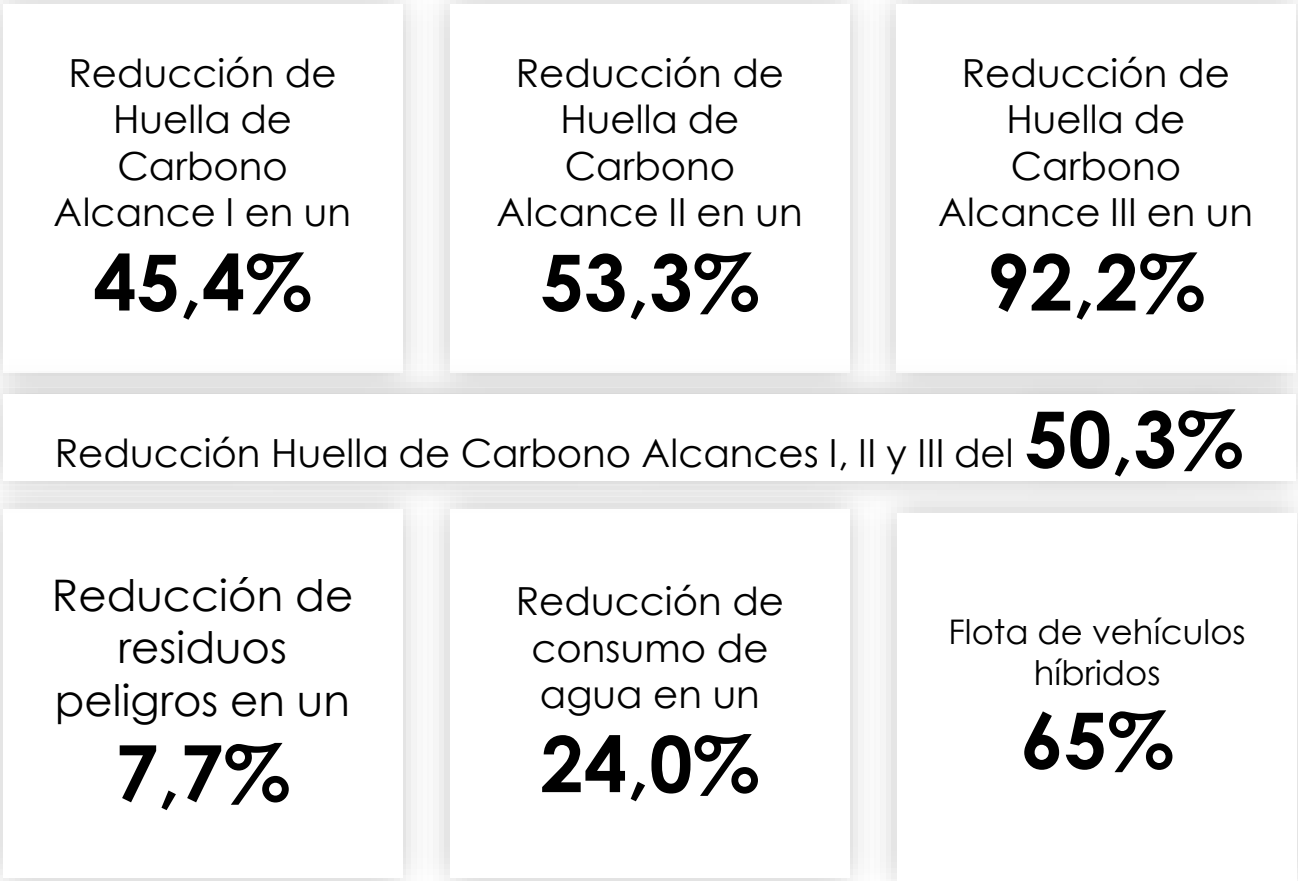 Reducción de
Huella de
Carbono
Alcance I en un
45,4%
Reducción de
Huella de
Carbono
Alcance II en un
53,3%
Reducción de
Huella de
Carbono
Alcance III en un
92,2%
Reducción Huella de Carbono Alcances I, II y III del 50,3%
Reducción de
residuos
peligros en un
7,7%
Reducción de
consumo de
agua en un
24,0%
Flota de vehículos
híbridos
65%